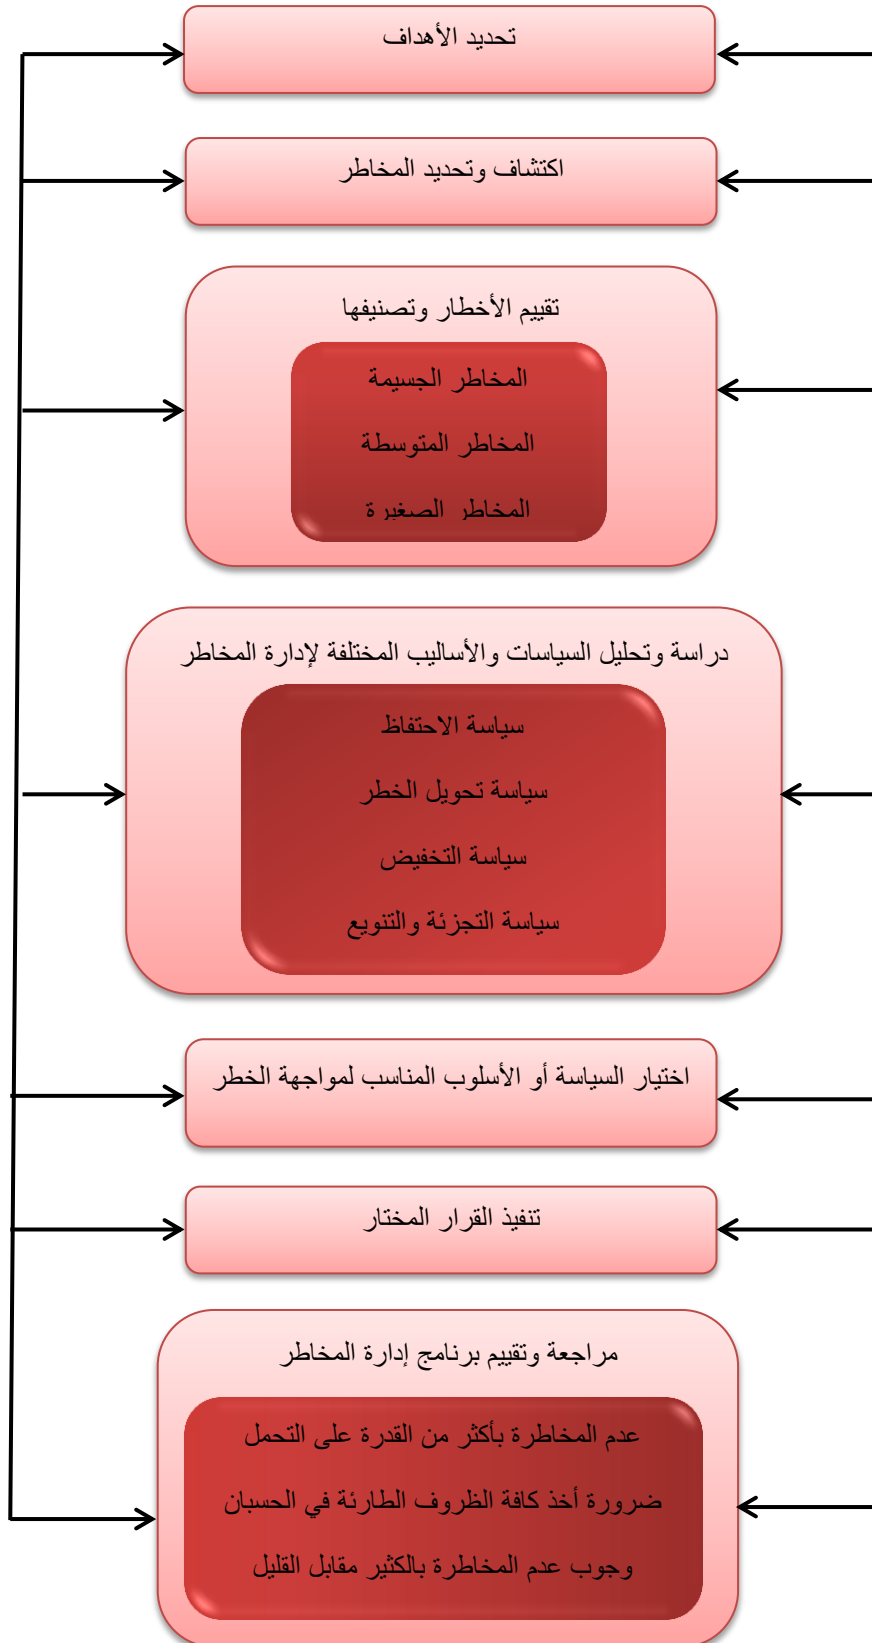 تحديد الأهداف
اكتشاف وتحديد المخاطر
تقييم الأخطار وتصنيفها
المخاطر الجسيمة
المخاطر المتوسطة
المخاطر الصغيرة
دراسة وتحليل السياسات والأساليب المختلفة لإدارة المخاطر
سياسة الاحتفاظ
سياسة تحويل الخطر
سياسة التخفيض
سياسة التجزئة والتنويع
اختيار السياسة أو الأسلوب المناسب لمواجهة الخطر
تنفيذ القرار المختار
مراجعة وتقييم برنامج إدارة المخاطر
عدم المخاطرة بأكثر من القدرة على التحمل
ضرورة أخذ كافة الظروف الطارئة في الحسبان
وجوب عدم المخاطرة بالكثير مقابل القليل